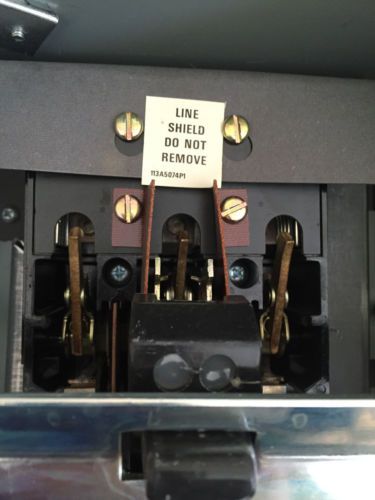 LINE
SHIELD
DO NOT
REMOVE
113A5074P1